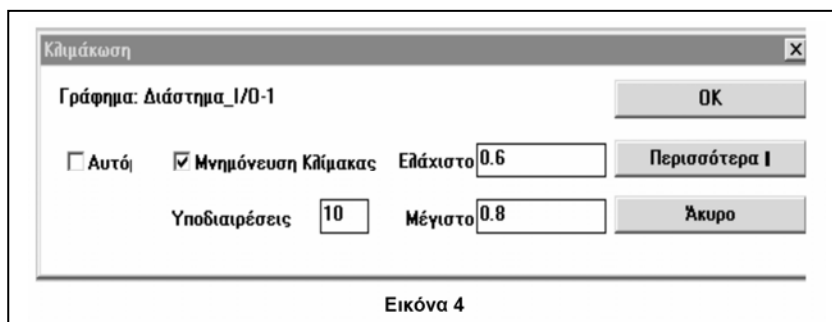 Κλιμάκωση
Γράφημα: Διάστημα_I/O-1
OK
Αυτό Μνημόνευση Κλίμακας Ελάχιστο 0.6 Περισσότερα
Υποδιαιρέσεις 10 Μέγιστο 0.8 Άκυρο
Εικόνα 4